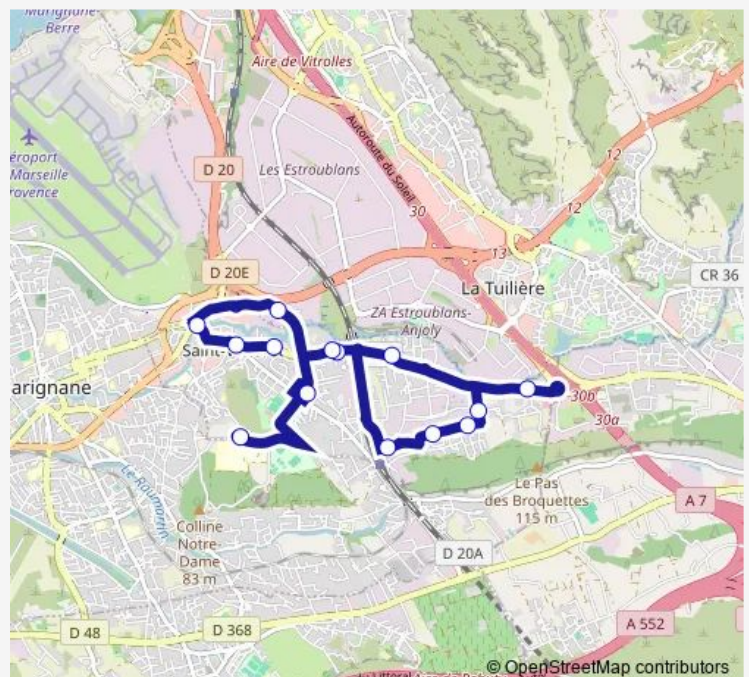 Marignane-
Berre
Aire de Vitrolles
Autoroute du Soleil
éroport
Marseille
rovence
D 20
Les Estroublans
12
12
30
13
D 20E
CR 36
La Tuilière
ZA Estroublans-
Anjoly
Saint-
arignane
30b
30a
Le Raumartin
Le Pas
des Broquettes
115 m
A 7
Colline
Notre-
Dame
83 m
D 20A
D 48
D 368
A 552
© OpenStreetMap contributors